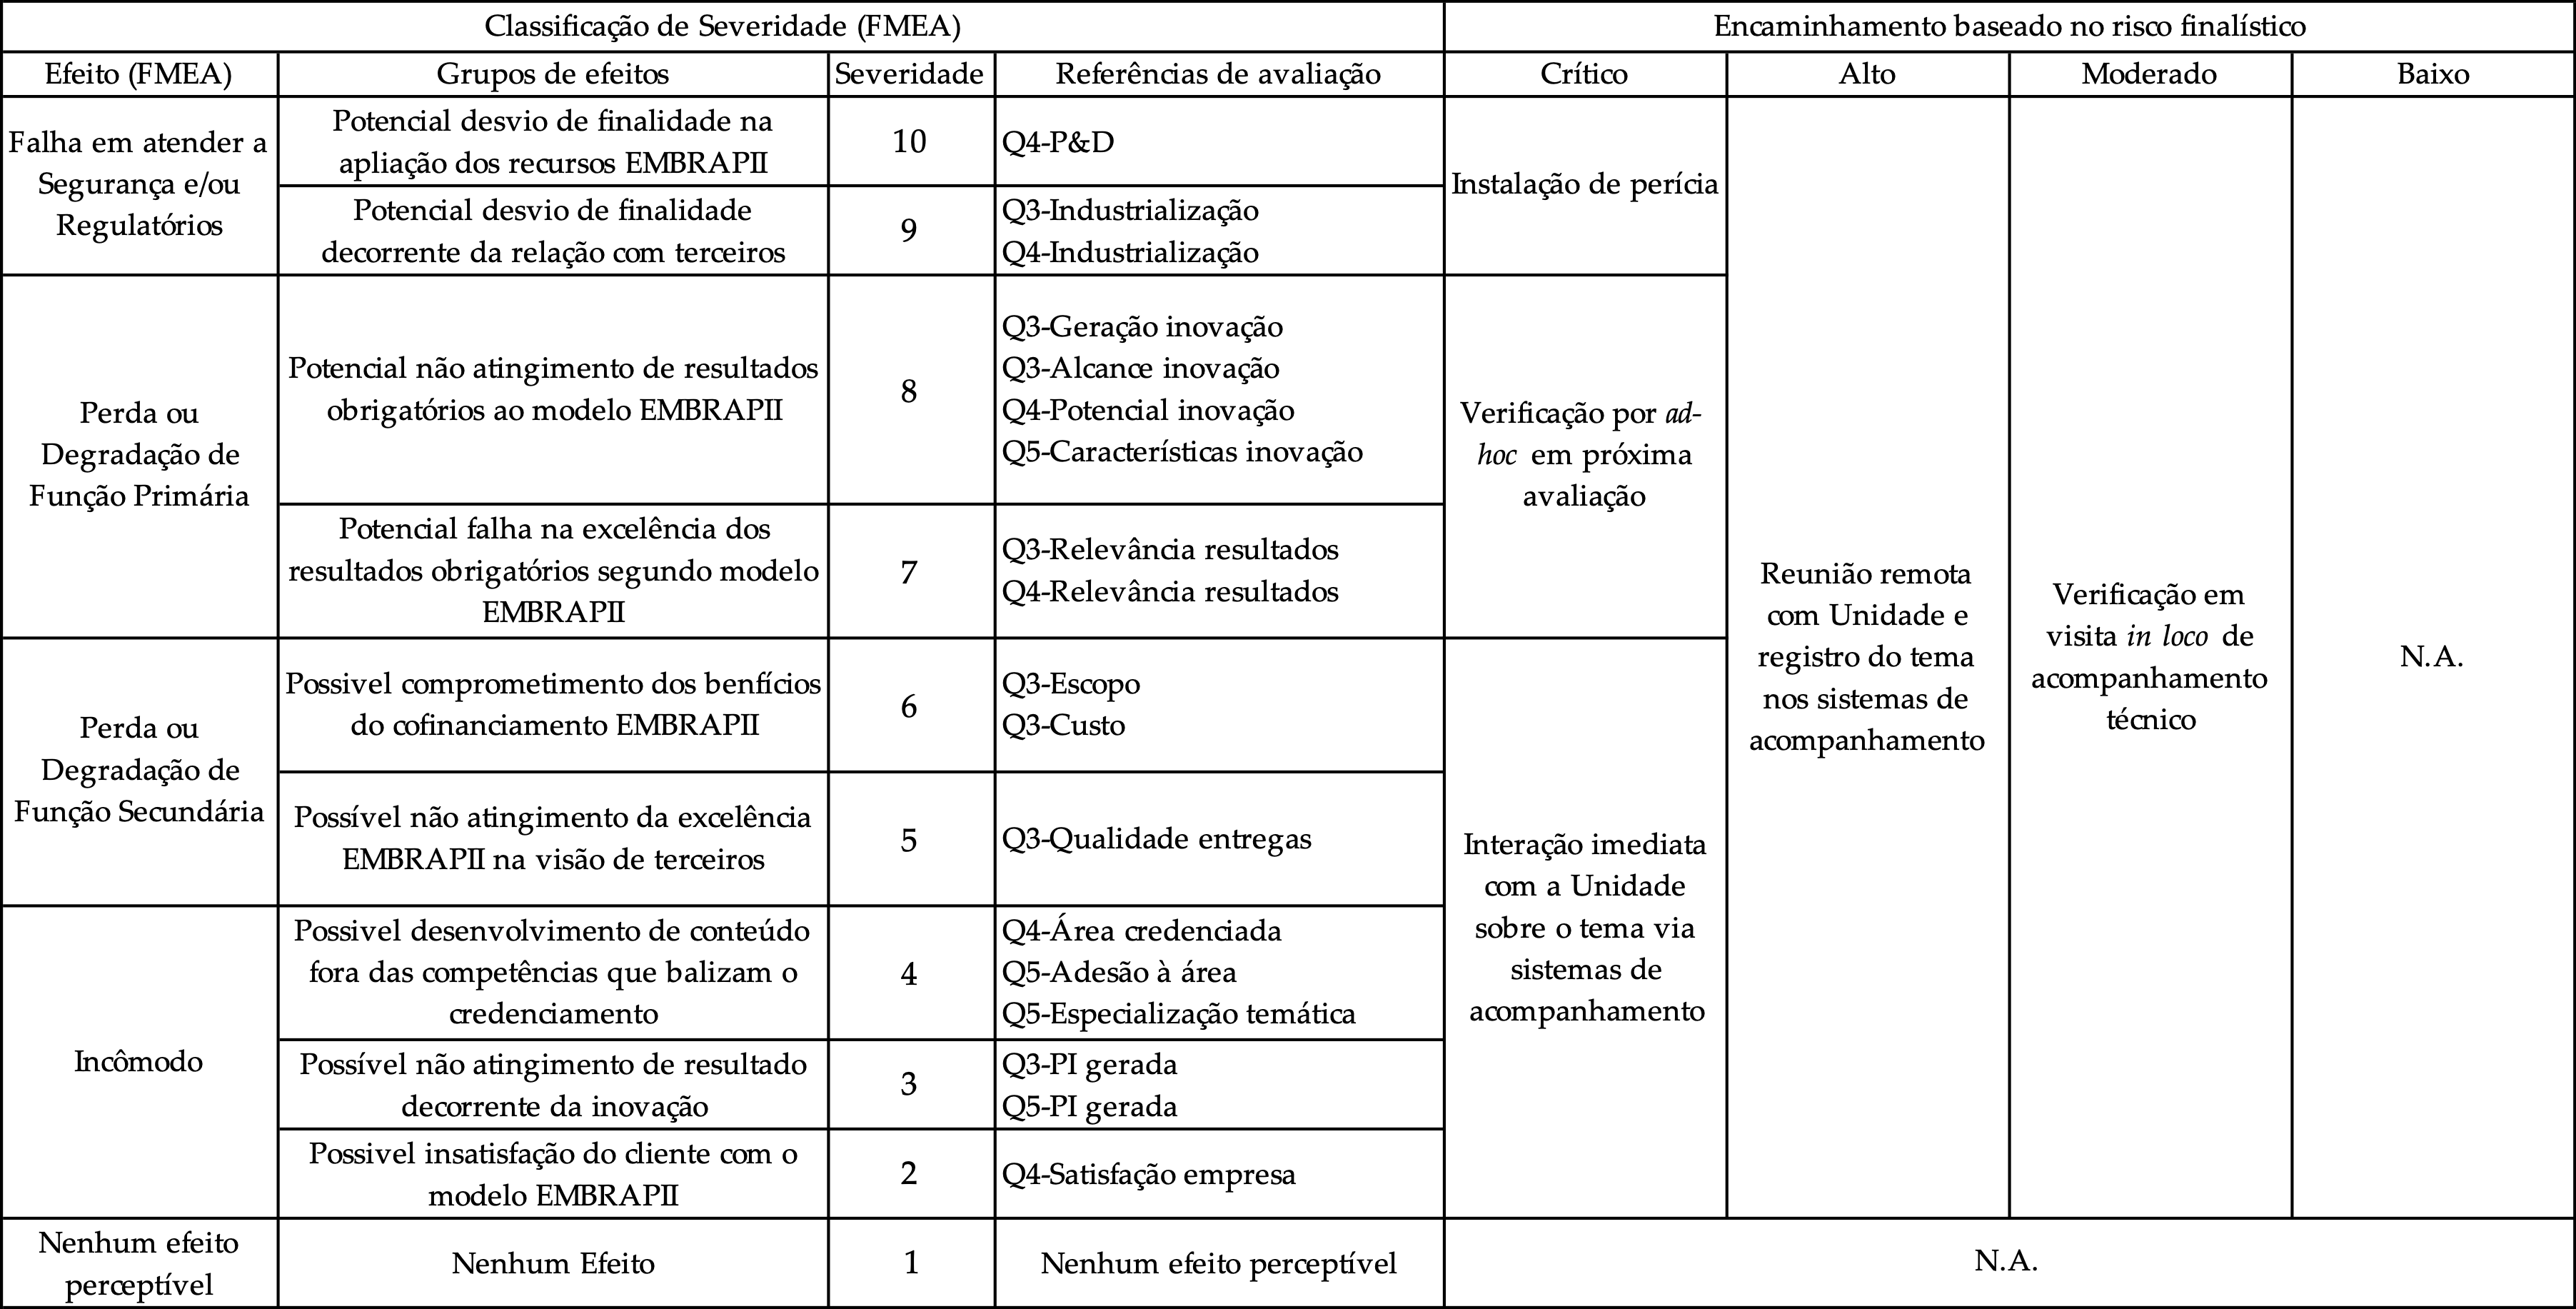 Classificação de Severidade (FMEA)
Encaminhamento baseado no risco finalístico
Efeito (FMEA)
Grupos de efeitos
Severidade
Referências de avaliação
Crítico
Alto
Moderado
Baixo
Falha em atender a
Segurança e/ou
Regulatórios
Potencial desvio de finalidade na
apliação dos recursos EMBRAPII
10
Q4-P&D
Potencial desvio de finalidade
decorrente da relação com terceiros
9
Q3-Industrialização
Q4-Industrialização
Instalação de perícia
Perda ou
Degradação de
Função Primária
Potencial não atingimento de resultados
obrigatórios ao modelo EMBRAPII
8
Q3-Geração inovação
Q3-Alcance inovação
Q4-Potencial inovação
Q5-Características inovação
Potencial falha na excelência dos
resultados obrigatórios segundo modelo
EMBRAPII
7
Q3-Relevância resultados
Q4-Relevância resultados
Verificação por ad-
hoc em próxima
avaliação
Perda ou
Degradação de
Função Secundária
Possivel comprometimento dos benfícios
do cofinanciamento EMBRAPII
6
Q3-Escopo
Q3-Custo
Possível não atingimento da excelência
EMBRAPII na visão de terceiros
5
Q3-Qualidade entregas
Incômodo
Possivel desenvolvimento de conteúdo
fora das competências que balizam o
credenciamento
4
Q4-Área credenciada
Q5-Adesão à área
Q5-Especialização temática
Possível não atingimento de resultado
decorrente da inovação
3
Q3-PI gerada
Q5-PI gerada
Possivel insatisfação do cliente com o
modelo EMBRAPII
2
Q4-Satisfação empresa
Interação imediata
com a Unidade
sobre o tema via
sistemas de
acompanhamento
Reunião remota
com Unidade e
registro do tema
nos sistemas de
acompanhamento
Verificação em
visita in loco de
acompanhamento
técnico
N.A.
Nenhum efeito
perceptível
Nenhum Efeito
1
Nenhum efeito perceptível
N.A.